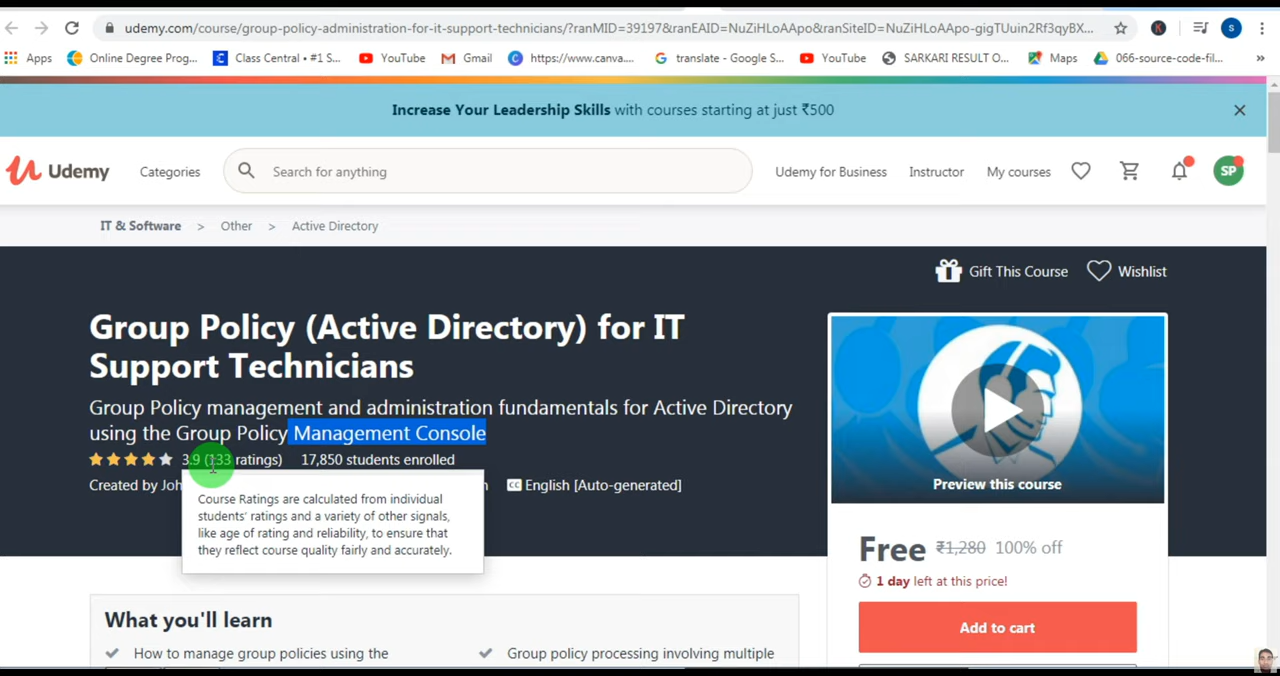 udemy.com/course/group-policy-administration-for-it-support-technicians/?ranMID=39197&ranEAID=NuZiHLoAApo&ranSiteID=NuZiHLoAApo-gigTUuin2Rf3qyBX...
S
Apps Online Degree Prog... Class Central • #1 S... YouTube Gmail https://www.canva.... translate - Google S... YouTube SARKARI RESULT O... Maps 066-source-code-fil... »
Increase Your Leadership Skills with courses starting at just ₹500
Udemy Categories Search for anything Udemy for Business Instructor My courses SP
IT & Software > Other > Active Directory
Gift This Course Wishlist
Group Policy (Active Directory) for IT
Support Technicians
Group Policy management and administration fundamentals for Active Directory
using the Group Policy Management Console
3.9 (133 ratings) 17,850 students enrolled
Created by Joh
CC English [Auto-generated]
Course Ratings are calculated from individual
students' ratings and a variety of other signals,
like age of rating and reliability, to ensure that
they reflect course quality fairly and accurately.
Preview this course
Free ₹1,280 100% off
1 day left at this price!
Add to cart
What you'll learn
How to manage group policies using the
Group policy processing involving multiple